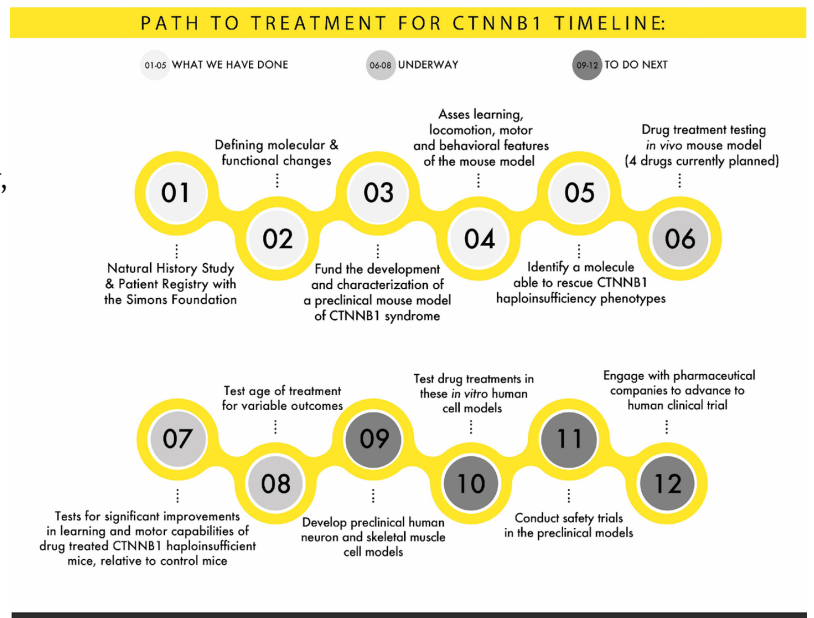 PATH TO TREATMENT FOR CTNNB1 TIMELINE:
01-05 WHAT WE HAVE DONE
06-08 UNDERWAY
09-12 TO DO NEXT
,
01
Natural History Study
& Patient Registry with
the Simons Foundation
Defining molecular &
functional changes
02
03
Fund the development
and characterization of
a preclinical mouse model
of CTNNB1 syndrome
Asses learning,
locomotion, motor
and behavioral features
of the mouse model
04
05
Identify a molecule
able to rescue CTNNB1
haploinsufficiency phenotypes
Drug treatment testing
in vivo mouse model
(4 drugs currently planned)
06
07
Tests for significant improvements
in learning and motor capabilities of
drug treated CTNNB1 haploinsufficient
mice, relative to control mice
Test age of treatment
for variable outcomes
08
09
Develop preclinical human
neuron and skeletal muscle
cell models
Test drug treatments in
these in vitro human
cell models
10
11
Conduct safety trials
in the preclinical models
Engage with pharmaceutical
companies to advance to
human clinical trial
12